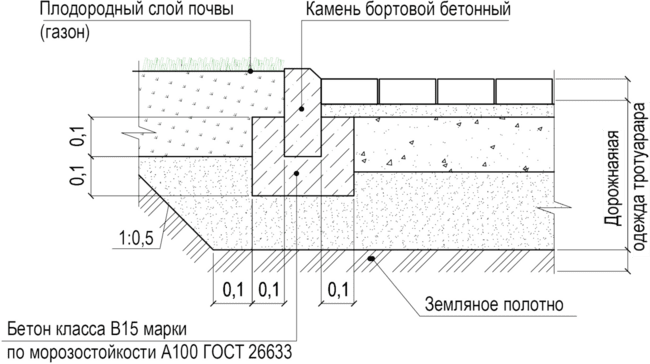 Плодородный слой почвы
(газон)
Камень бортовой бетонный
0,1
0,1
1:0,5
0,1
0,1
0,1
Дорожнаяная
одежда тротуарара
Земляное полотно
Бетон класса В15 марки
по морозостойкости А100 ГОСТ 26633